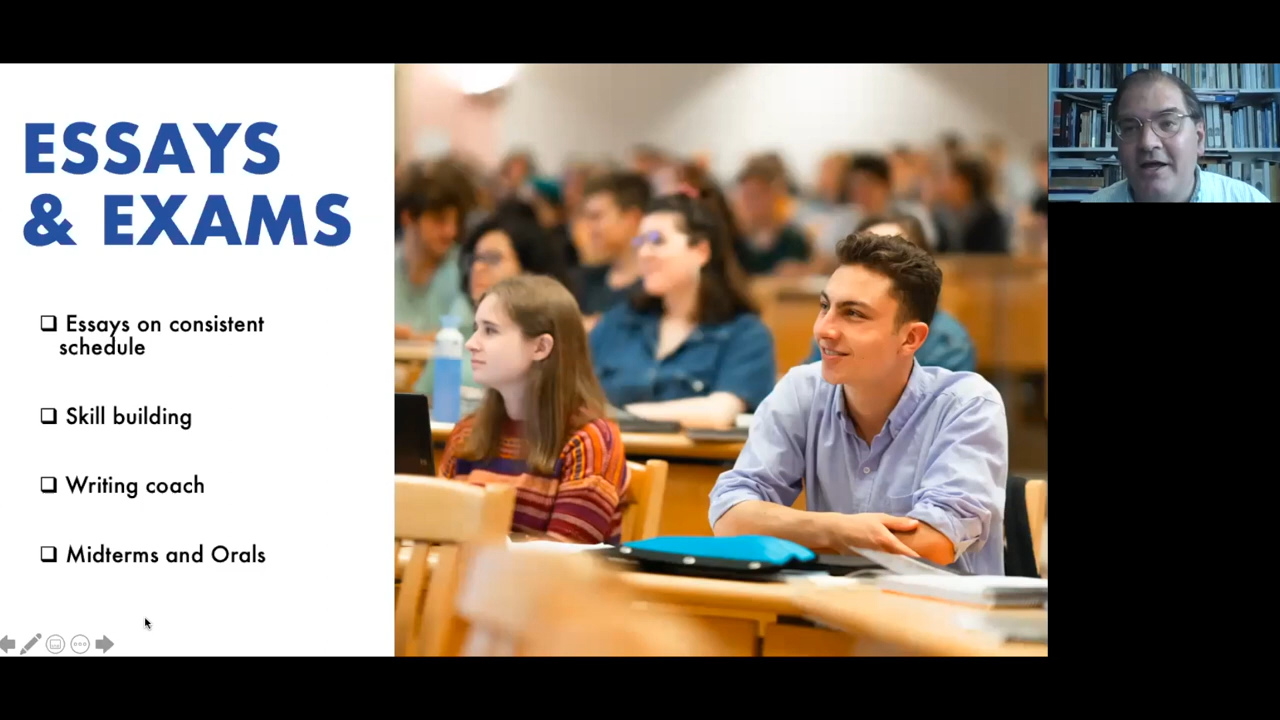 ESSAYS
& EXAMS
❑ Essays on consistent
schedule
❑ Skill building
❑ Writing coach
❑ Midterms and Orals